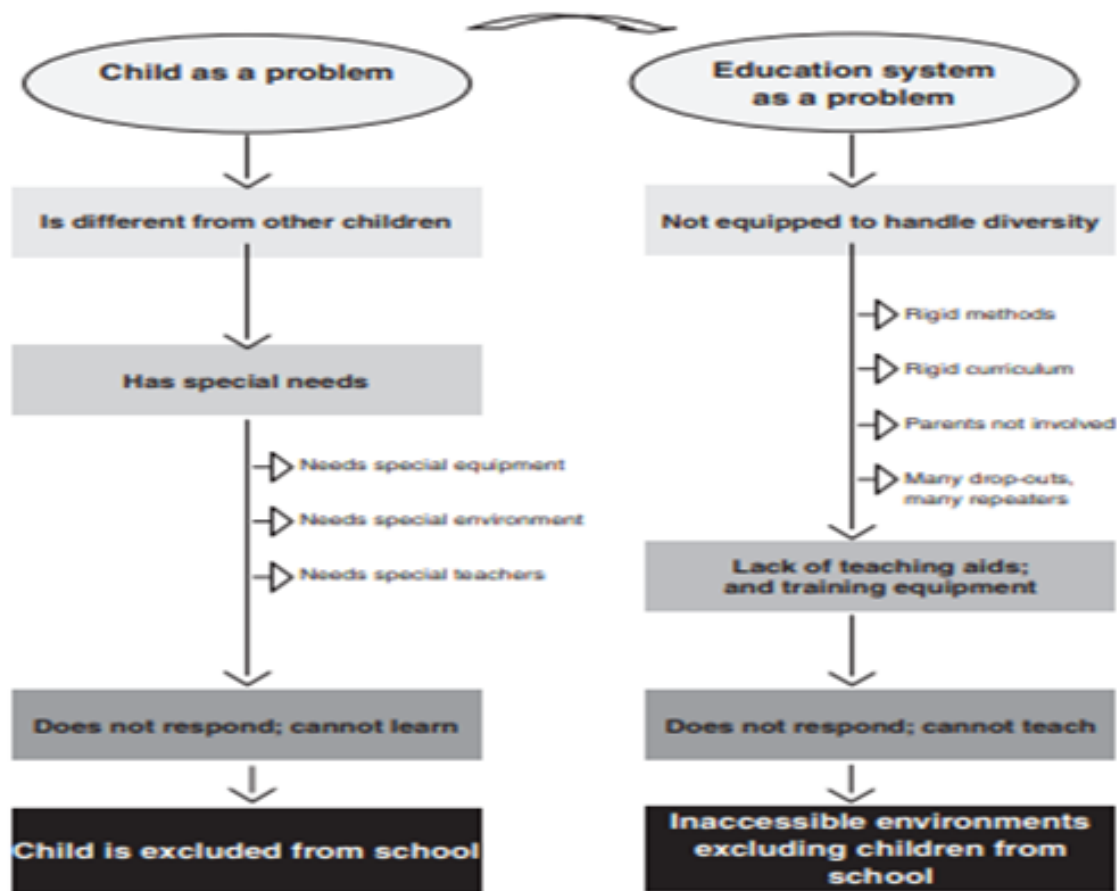 Child as a problem
Is different from other children
Has special needs
Needs special equipment
Needs special environment
Needs special teachers
Does not respond; cannot learn
Child is excluded from school
Education system
as a problem
Not equipped to handle diversity
Rigid methods
Rigid curriculum
Parents not involved
Many drop-outs,
many repeaters
Lack of teaching aids;
and training equipment
Does not respond; cannot teach
Inaccessible environments
excluding children from
school